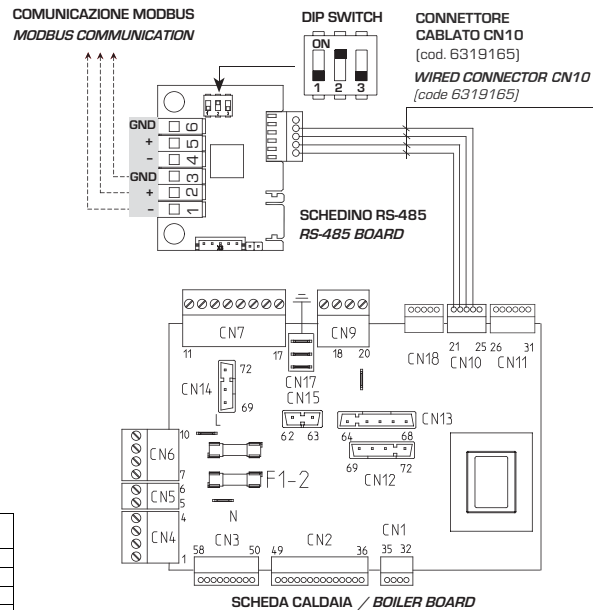 COMUNICAZIONE MODBUS
MODBUS COMMUNICATION
DIP SWITCH
ON
1 2 3
CONNETTORE
CABLATO CN10
(cod. 6319165)
WIRED CONNECTOR CN10
(code 6319165)
GND 6
+ 5
- 4
GND 3
+ 2
- 1
SCHEDINO RS-485
RS-485 BOARD
CN7
11 17
CN9
18 20
CN18
21 25
CN10
26 31
CN11
CN17
CN14
72
69
CN15
62 63
CN13
64 68
CN12
69 72
L
F1-2
N
CN6
10
7
CN5
6
5
CN4
4
1
CN3
58 50
CN2
49 36
CN1
35 32
SCHEDA CALDAIA / BOILER BOARD